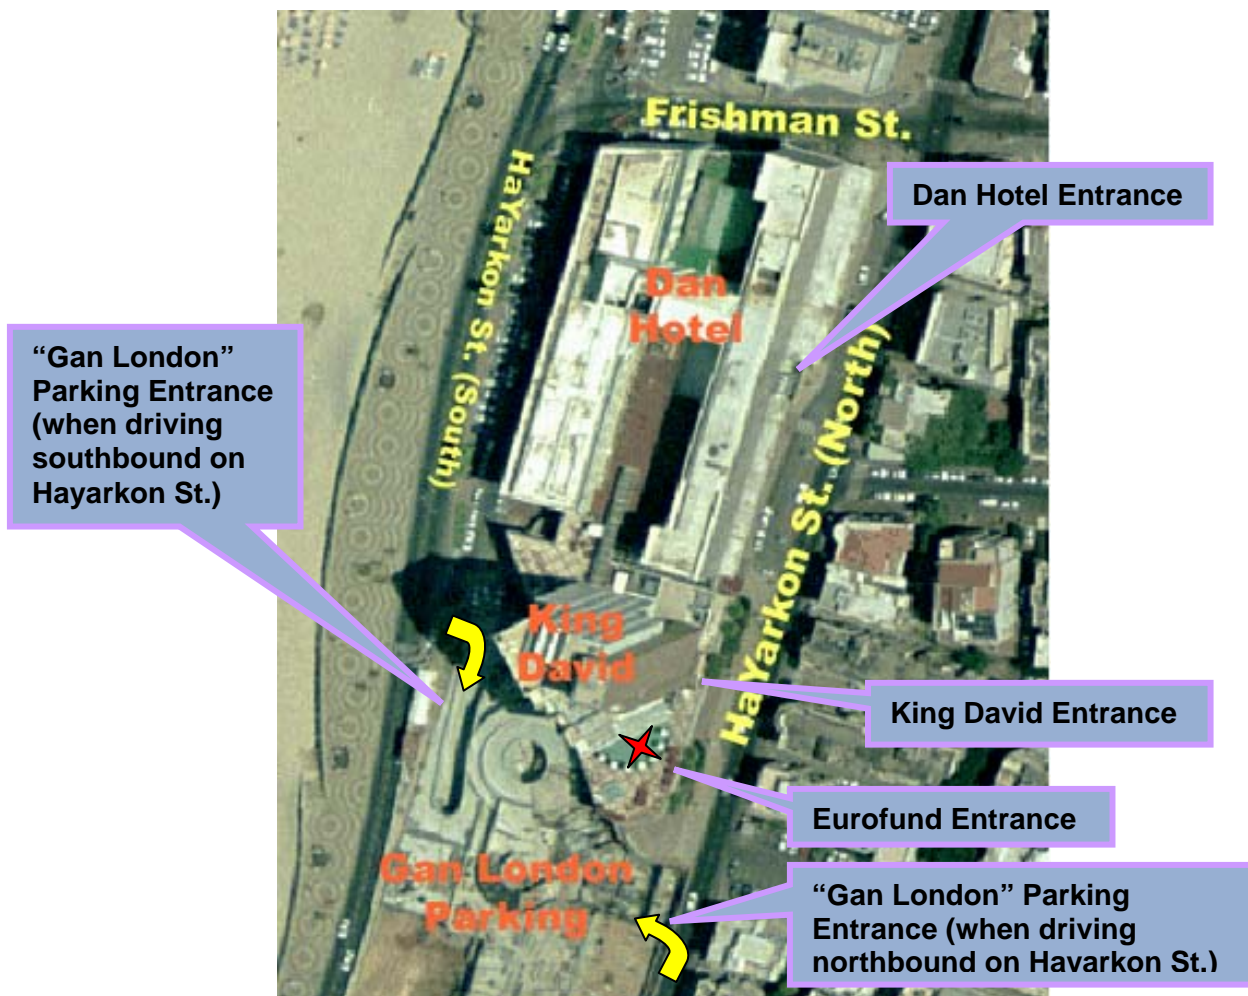 Frishman St.
Dan Hotel Entrance
HaYarkon St. (South)
Dan
Hotel
“Gan London”
Parking Entrance
(when driving
southbound on
Hayarkon St.)
HaYarkon St. (North)
King
David
King David Entrance
Eurofund Entrance
Gan London
Parking
“Gan London” Parking
Entrance (when driving
northbound on Hayarkon St.)